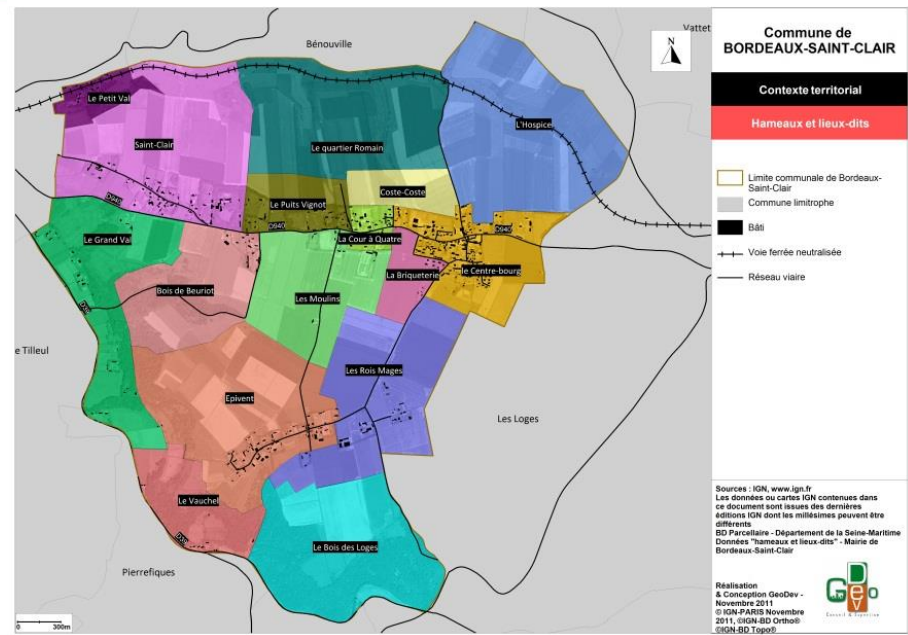 Bénouville
Vattet
N
Le Petit Val
Saint-Clair
L'Hospice
Le quartier Romain
Coste-Coste
D940
Le Puits Vignot
D940
D940
Le Grand Val
La Cour à Quatre
La Briqueterie
le Centre-bourg
Bois de Beuriot
Les Moulins
e Tilleul
Les Rois Mages
Epivent
Les Loges
Le Vauchel
Le Bois des Loges
Pierrefiques
0 300m
Commune de
BORDEAUX-SAINT-CLAIR
Contexte territorial
Hameaux et lieux-dits
Limite communale de Bordeaux-
Saint-Clair
Commune limitrophe
Bâti
Voie ferrée neutralisée
Réseau viaire
Sources : IGN, www.ign.fr
Les données ou cartes IGN contenues dans
ce document sont issues des dernières
éditions IGN dont les millésimes peuvent être
différents
BD Parcellaire - Département de la Seine-Maritime
Données "hameaux et lieux-dits" - Mairie de
Bordeaux-Saint-Clair
Réalisation
& Conception GeoDev -
Novembre 2011
© IGN-PARIS Novembre
2011, ©IGN-BD Ortho®
©IGN-BD Topo®
Geo
Dev
Conseil & Expertise